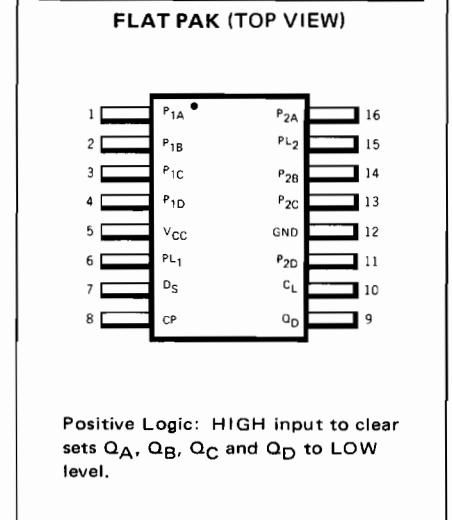 FLAT PAK (TOP VIEW)
1 P1A P2A 16
2 P1B PL2 15
3 P1C P2B 14
4 P1D P2C 13
5 VCC GND 12
6 PL1 P2D 11
7 DS CL 10
8 CP QD 9
Positive Logic: HIGH input to clear
sets QA, QB, QC and QD to LOW
level.